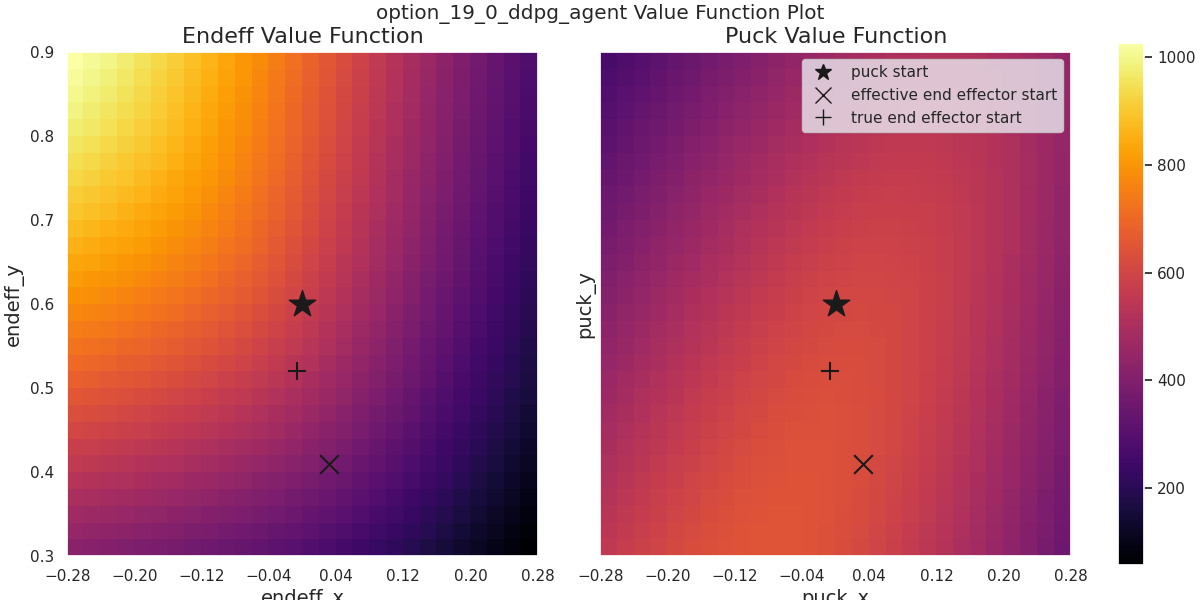 option_19_0_ddpg_agent Value Function Plot
Endeff Value Function
Puck Value Function
puck start
effective end effector start
true end effector start
endeff_y
0.9
0.8
0.7
0.6
0.5
0.4
0.3
−0.28 −0.20 −0.12 −0.04 0.04 0.12 0.20 0.28
endeff_x
puck_y
−0.28 −0.20 −0.12 −0.04 0.04 0.12 0.20 0.28
puck_x
1000
800
600
400
200